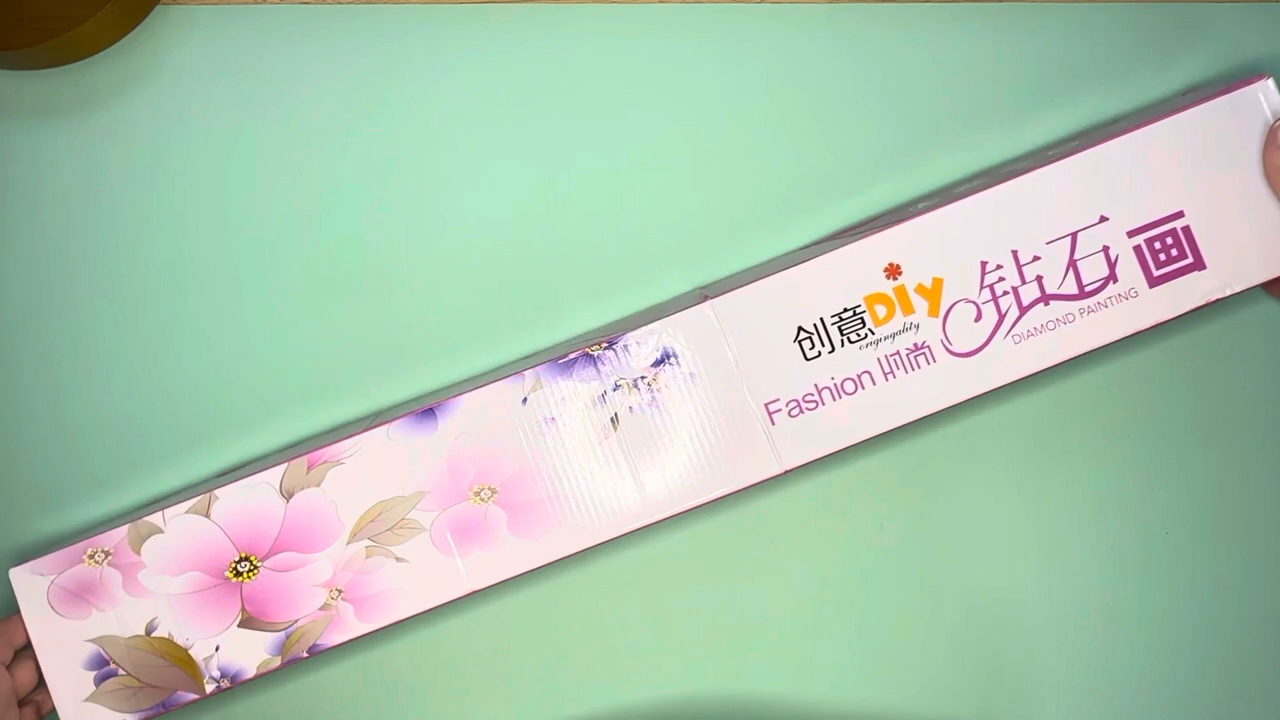 创意DIY
origingality
Fashion 时尚
钻石画
DIAMOND PAINTING